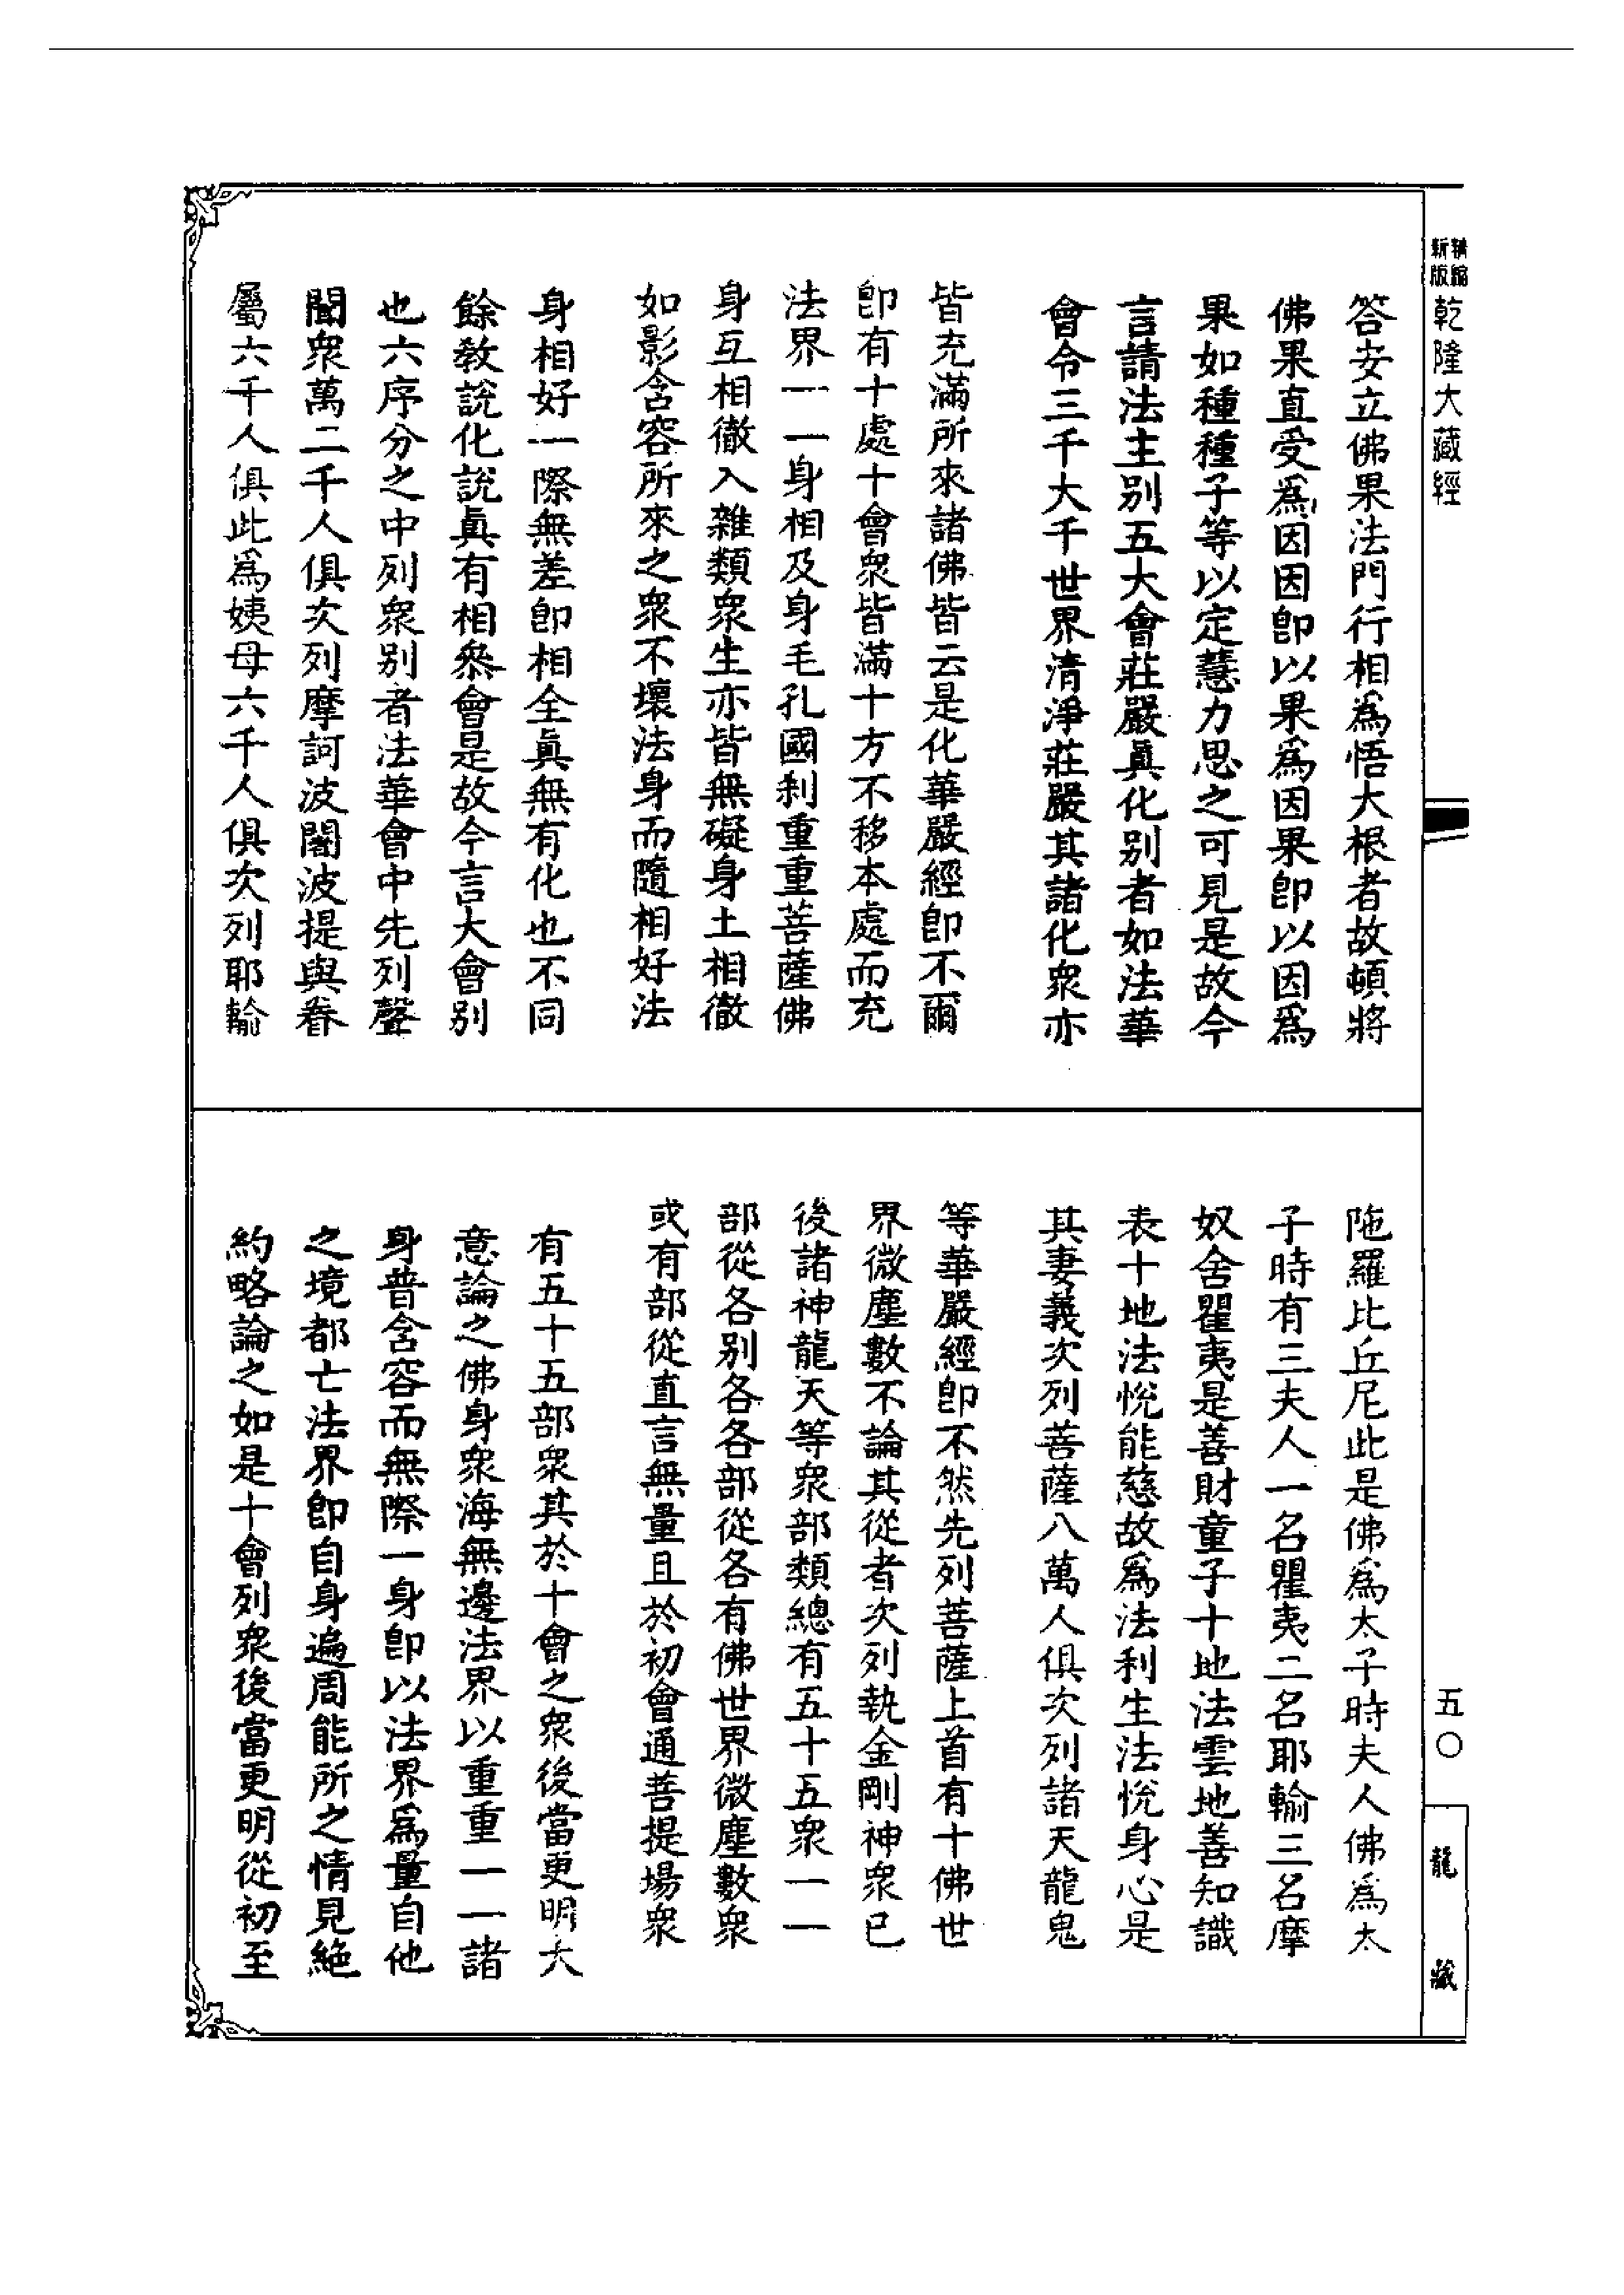 新版 精縮
乾隆大藏經
答安立佛果法門行相爲悟大根者故頓將
佛果直受爲因因即以果爲因果即以因爲
果如種種子等以定慧力思之可見是故今
言請法主別五大會莊嚴眞化別者如法華
會令三千大千世界清淨莊嚴其諸化衆亦
皆充滿所來諸佛皆云是化華嚴經即不爾
即有十處十會衆皆滿十方不移本處而充
法界一一身相及身毛孔國刹重重菩薩佛
身互相徹入雜類衆生亦皆無礙身土相徹
如影含容所來之衆不壞法身而隨相好法
身相好一際無差即相全眞無有化也不同
餘教說化說眞有相叅會是故今言大會別
也六序分之中列衆別者法華會中先列聲
聞衆萬二千人俱次列摩訶波闍波提與眷
屬六千人俱此爲姨母六千人俱次列耶輸
陁羅比丘尼此是佛爲太子時夫人佛爲太
子時有三夫人一名瞿夷二名耶輸三名摩
奴舍瞿夷是善財童子十地法雲地善知識
表十地法悅能慈故爲法利生法悅身心是
其妻義次列菩薩八萬人俱次列諸天龍鬼
等華嚴經即不然先列菩薩上首有十佛世
界微塵數不論其從者次列執金剛神衆已
後諸神龍天等衆部類總有五十五衆一一
部從各別各各部從各有佛世界微塵數衆
或有部從直言無量且於初會通菩提場衆
有五十五部衆其於十會之衆後當更明大
意論之佛身衆海無邊法界以重重一一諸
身普含容而無際一身即以法界爲量自他
之境都亡法界即自身遍周能所之情見絶
約略論之如是十會列衆後當更明從初至
五〇
龍藏